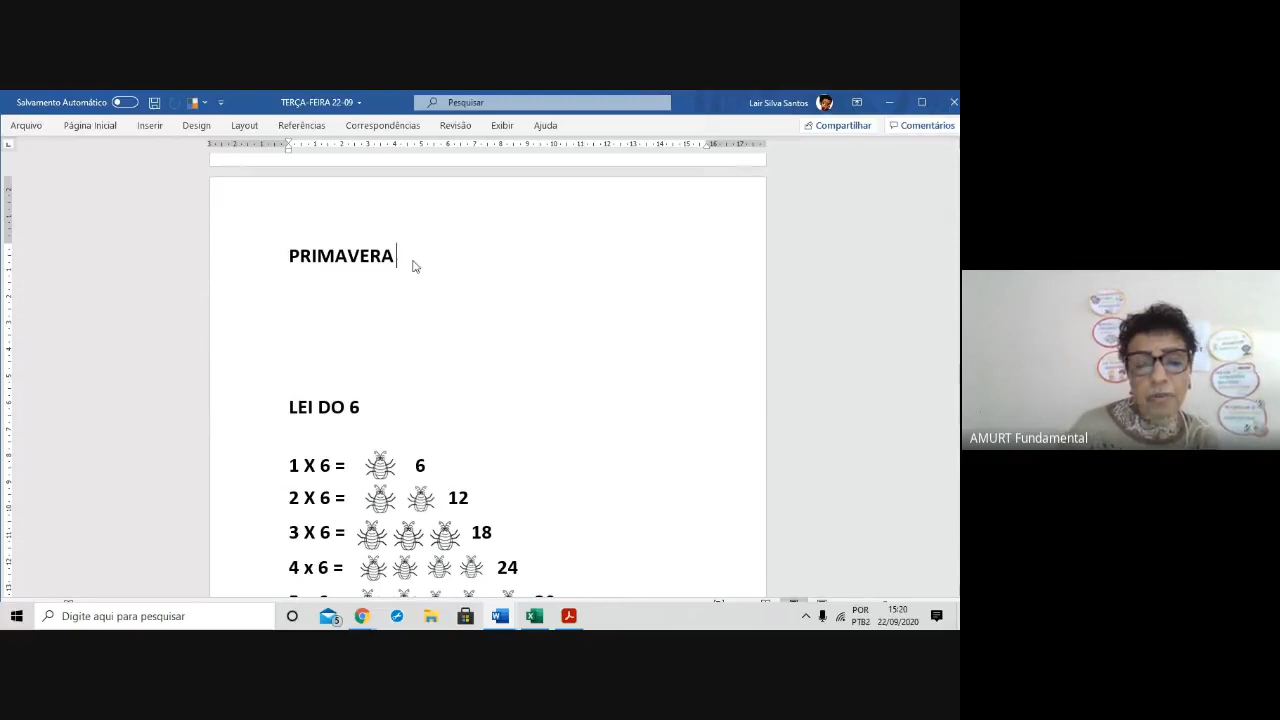 Salvamento Automático
TERÇA-FEIRA 22-09
Pesquisar
Lair Silva Santos
Arquivo Página Inicial Inserir Design Layout Referências Correspondências Revisão Exibir Ajuda Compartilhar Comentários
PRIMAVERA
LEI DO 6
1 X 6 = 6
2 X 6 = 12
3 X 6 = 18
4 x 6 = 24
AMURT Fundamental
Digite aqui para pesquisar
5
POR 15:20
PTB2 22/09/2020